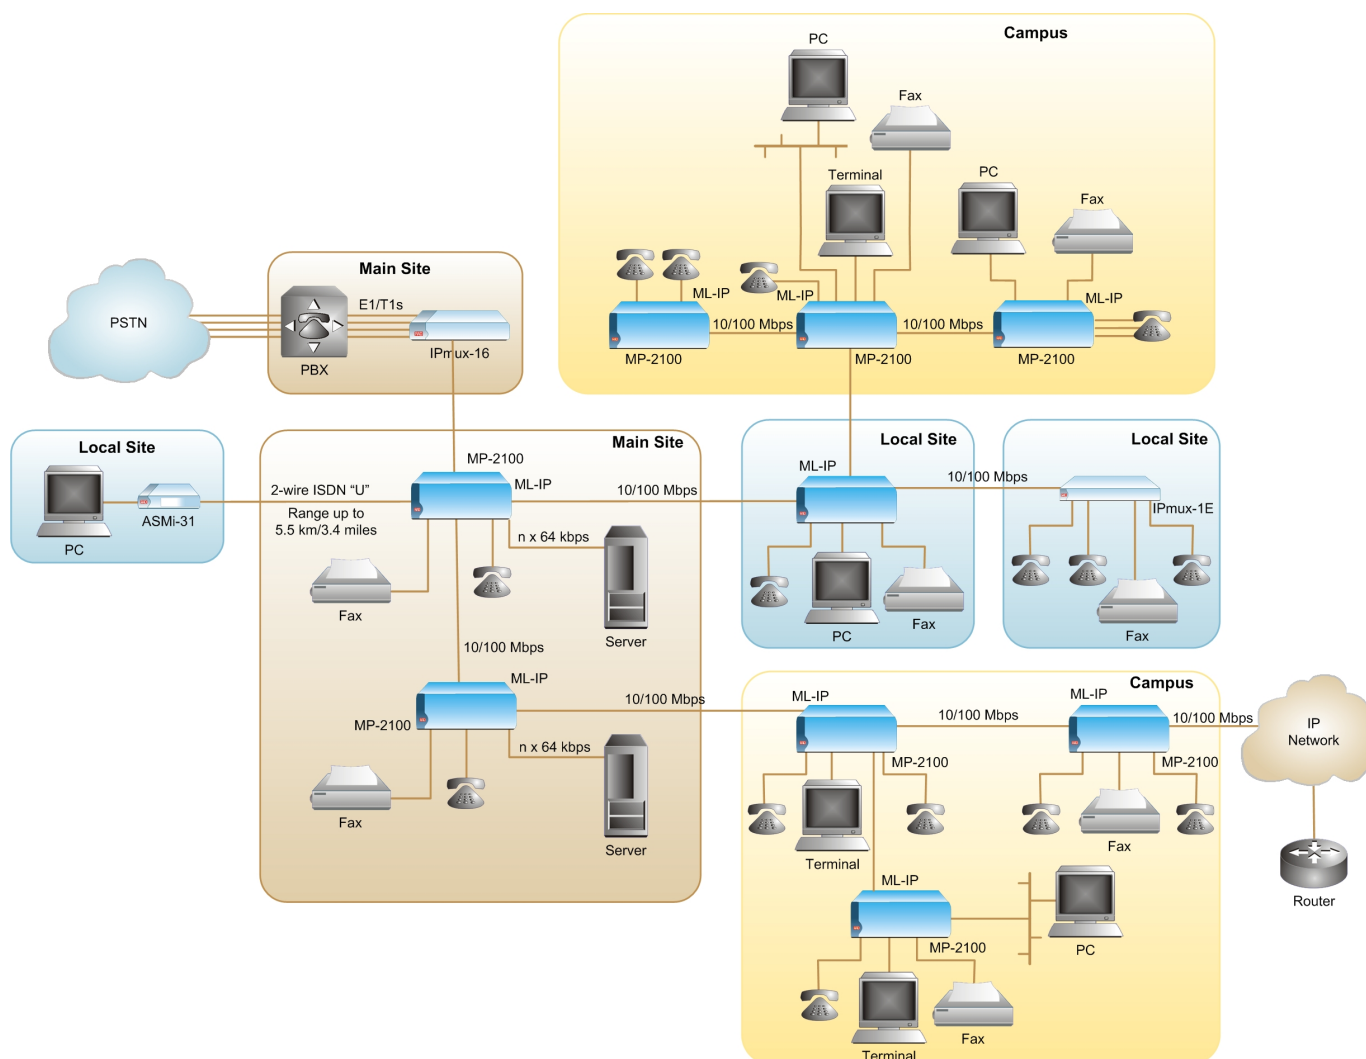 Campus
PC
Fax
Terminal
PC
Fax
ML-IP
ML-IP
ML-IP
10/100 Mbps
10/100 Mbps
MP-2100
MP-2100
MP-2100
Main Site
PSTN
E1/T1s
IPmux-16
PBX
Local Site
PC
ASMi-31
2-wire ISDN “U”
Range up to
5.5 km/3.4 miles
Main Site
MP-2100
ML-IP
10/100 Mbps
n x 64 kbps
Fax
Server
10/100 Mbps
ML-IP
10/100 Mbps
MP-2100
n x 64 kbps
Fax
Server
Local Site
ML-IP
10/100 Mbps
PC
Fax
Local Site
IPmux-1E
Fax
Campus
ML-IP
ML-IP
10/100 Mbps
10/100 Mbps
MP-2100
MP-2100
Terminal
Fax
IP
Network
Router
ML-IP
MP-2100
PC
Fax
Terminal